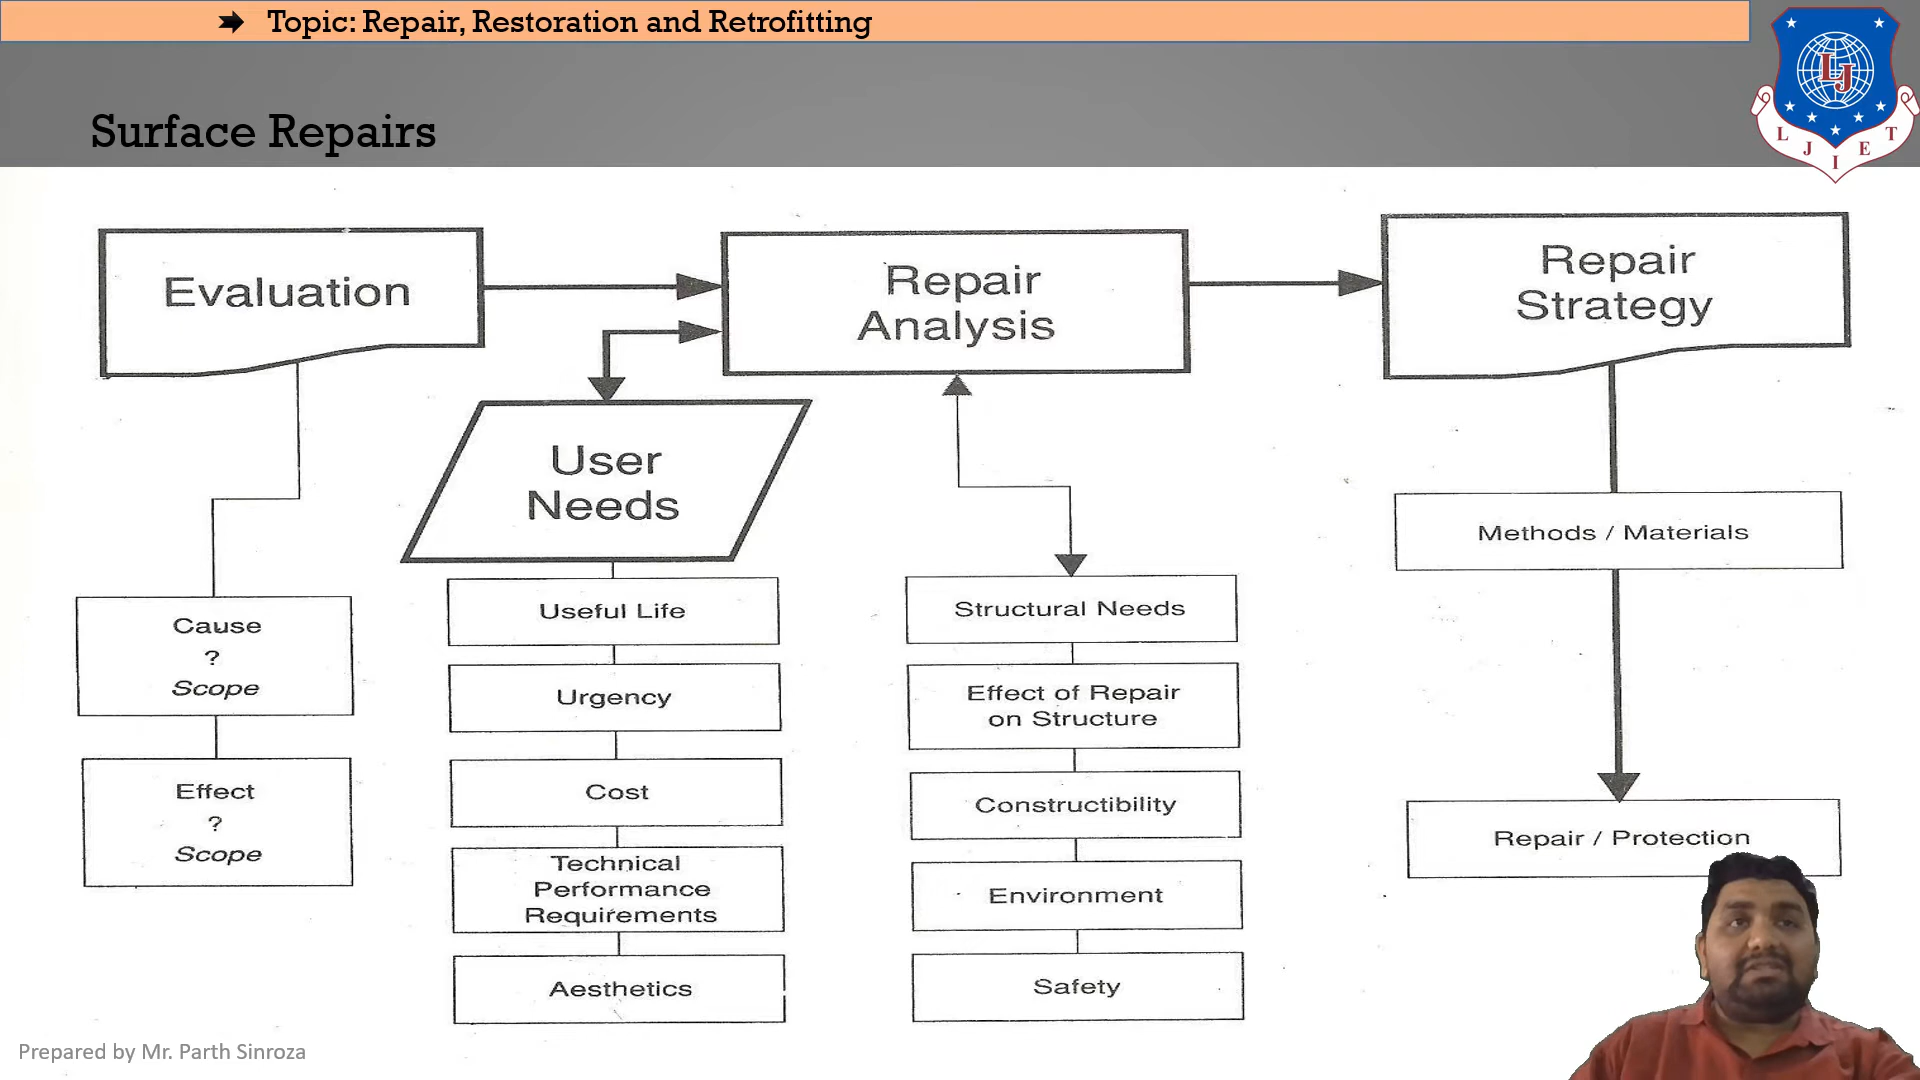 Topic: Repair, Restoration and Retrofitting
Surface Repairs
LJ
L J I E T
Evaluation
Repair
Analysis
Repair
Strategy
User
Needs
Cause
?
Scope
Effect
?
Scope
Useful Life
Urgency
Cost
Technical
Performance
Requirements
Aesthetics
Structural Needs
Effect of Repair
on Structure
Constructibility
Environment
Safety
Methods / Materials
Repair / Protection
Prepared by Mr. Parth Sinroza